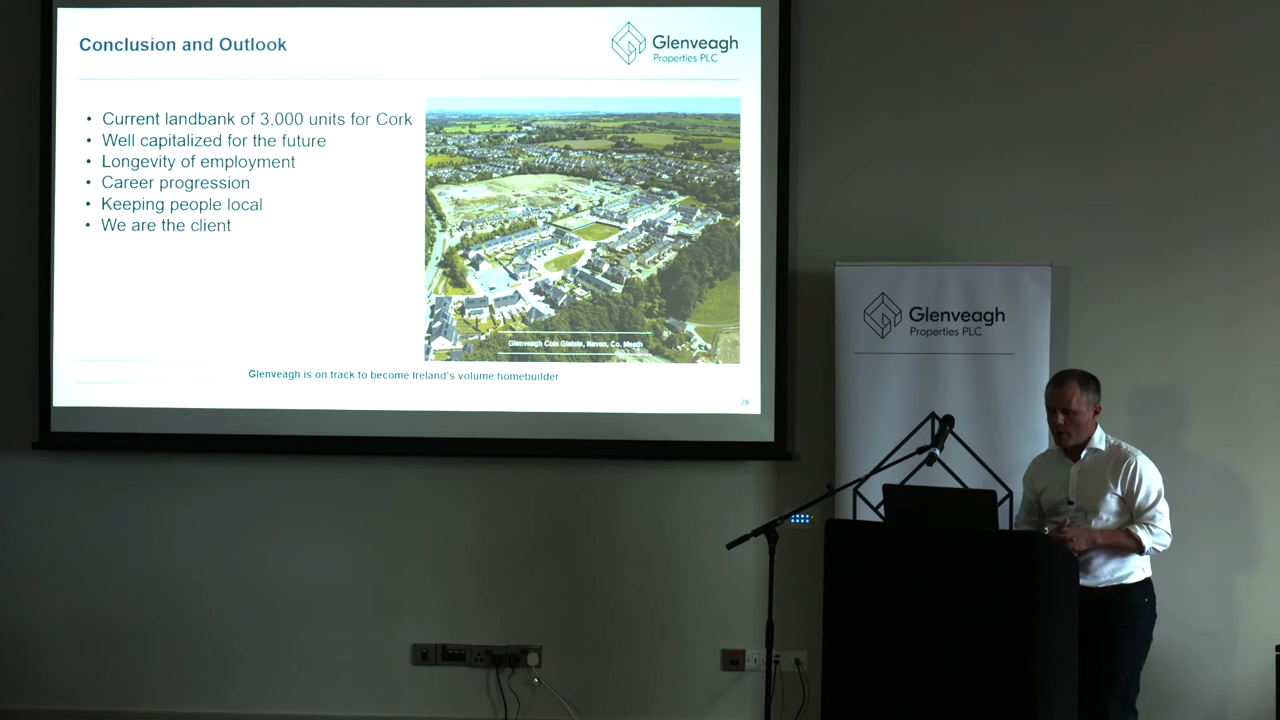 Conclusion and Outlook
Glenveagh
Properties PLC
• Current landbank of 3,000 units for Cork
• Well capitalized for the future
• Longevity of employment
• Career progression
• Keeping people local
• We are the client
Glenveagh Cois Glaisin, Navan, Co. Meath
Glenveagh is on track to become Ireland's volume homebuilder
20
Glenveagh
Properties PLC